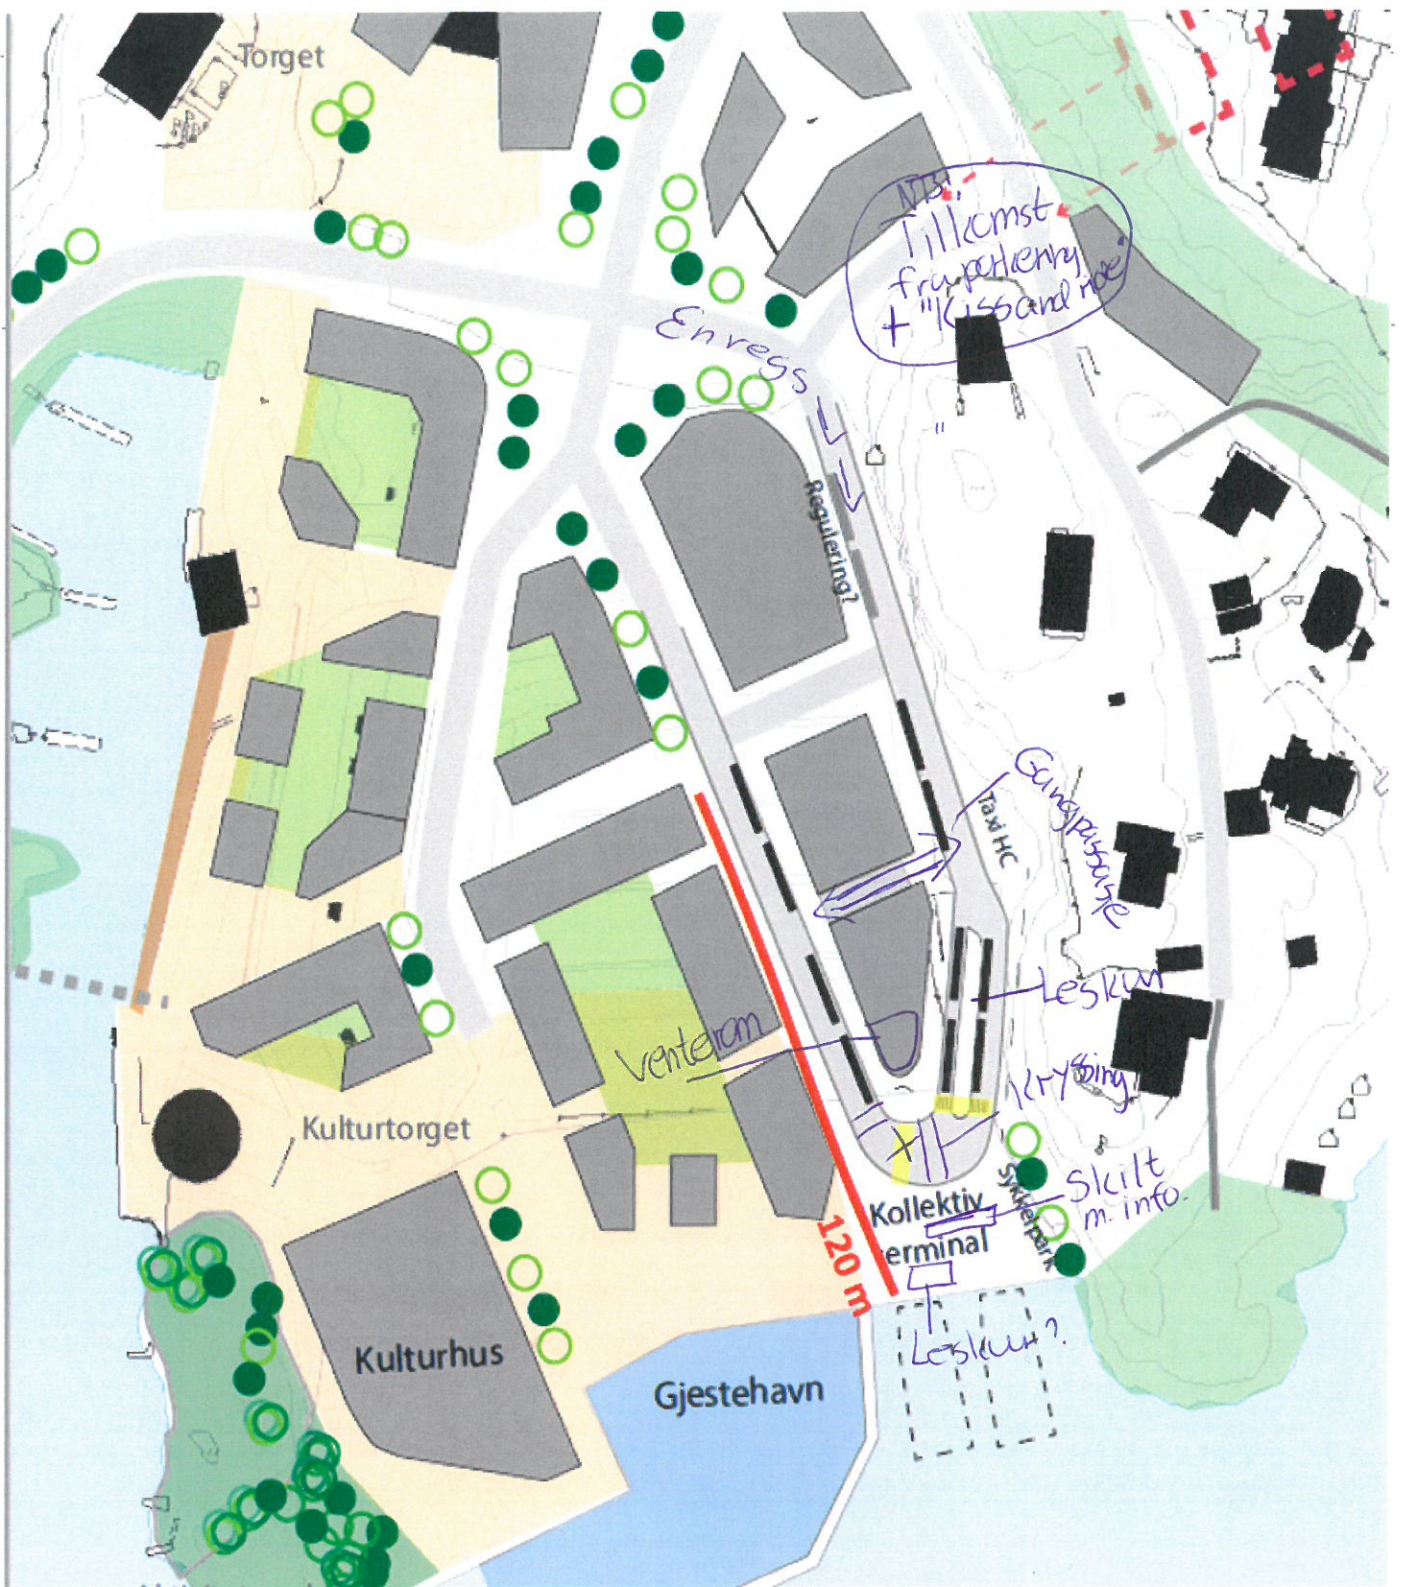 Torget
NB!
Tilkomst
fra parkering
+ "Kiss and ride"
Enregs
Regulering?
Gangpassasje
Taxi HC
Leskur
Venterom
Kryssing
Kulturtorget
Skilt
m. info.
Sykkelpark
Kollektiv
terminal
120 m
Leskur?
Kulturhus
Gjestehavn